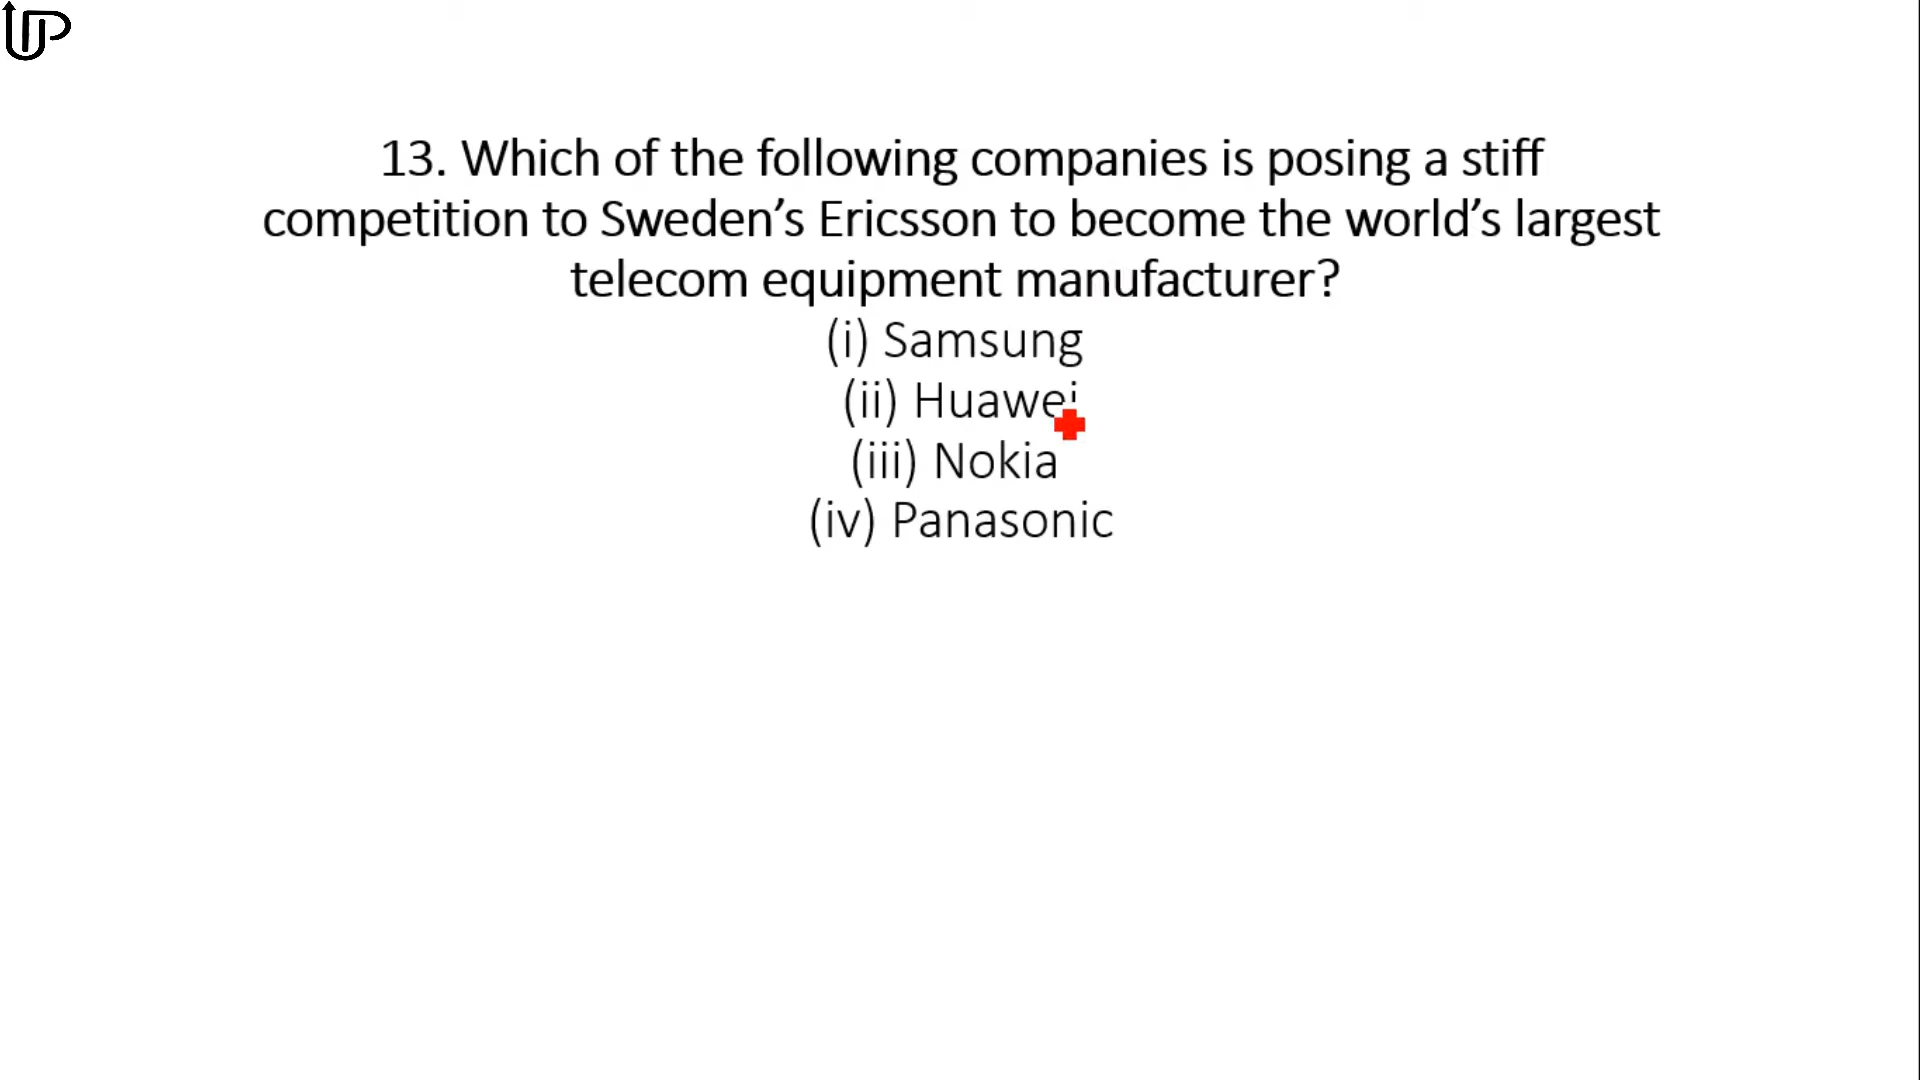 UP
13. Which of the following companies is posing a stiff
competition to Sweden’s Ericsson to become the world’s largest
telecom equipment manufacturer?
(i) Samsung
(ii) Huawei
(iii) Nokia
(iv) Panasonic